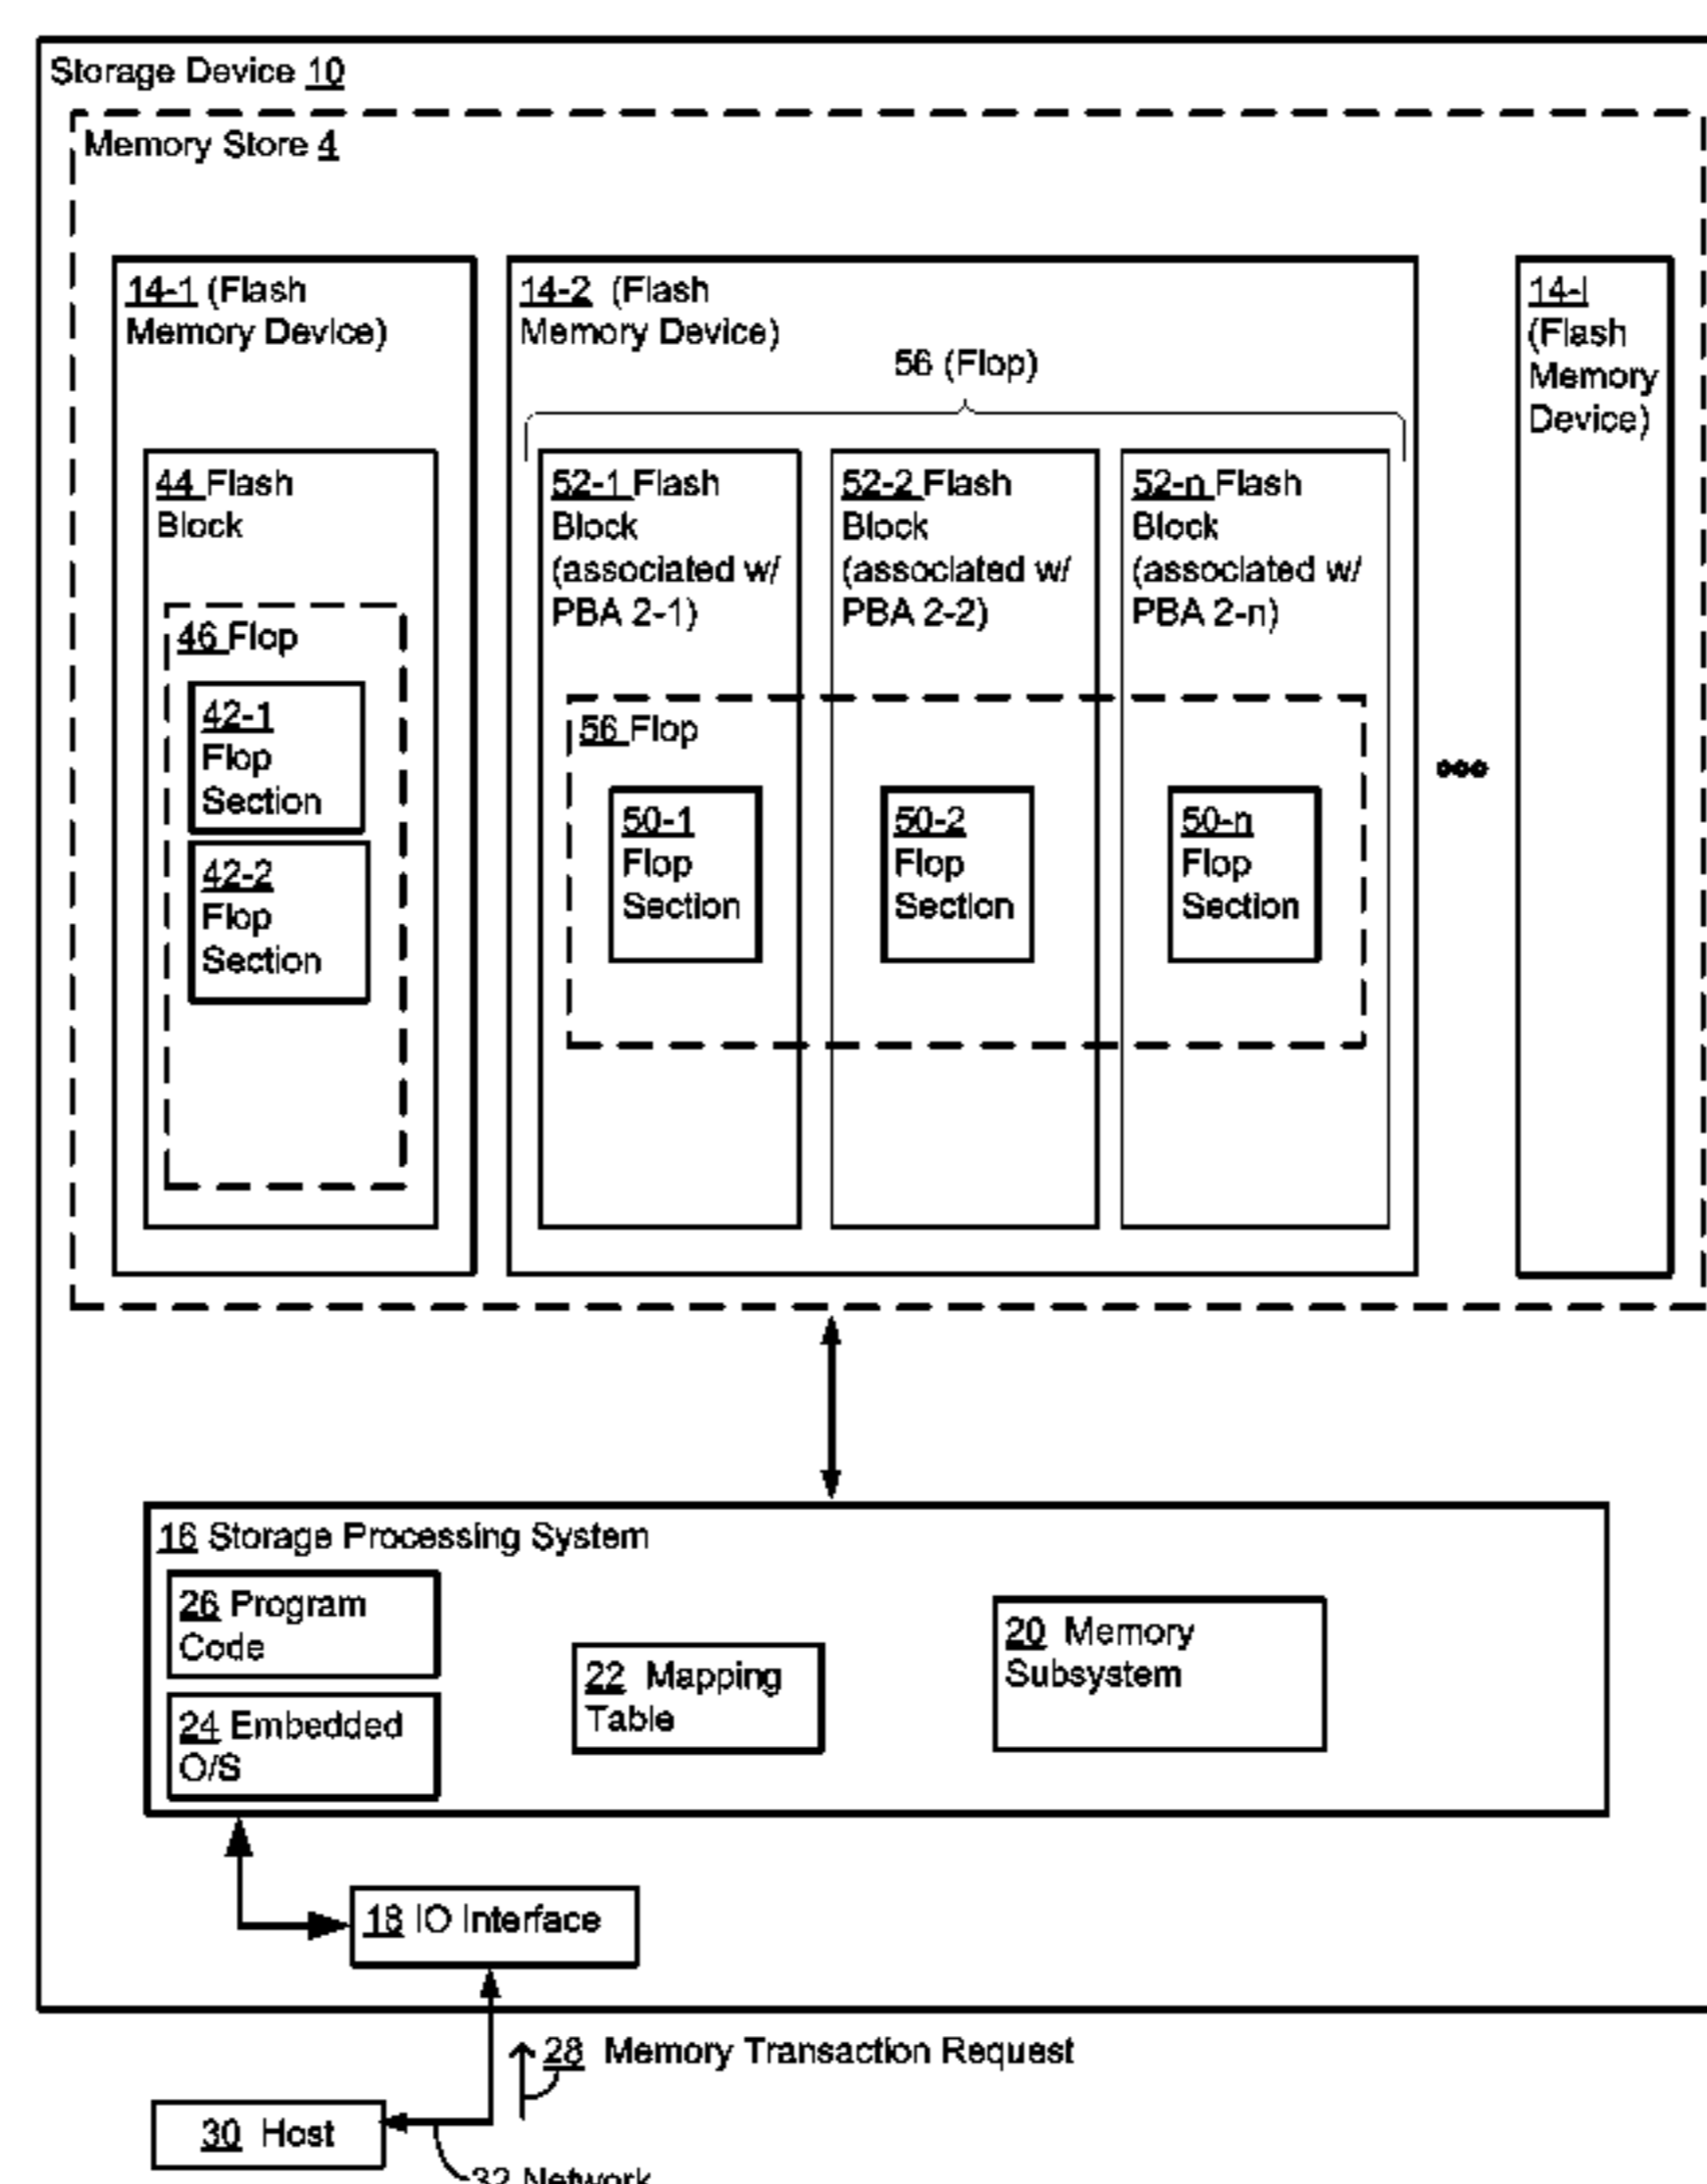 Storage Device 10
Memory Store 4
14-1 (Flash
Memory Device)
44 Flash
Block
46 Flop
42-1
Flop
Section
42-2
Flop
Section
14-2 (Flash
Memory Device)
56 (Flop)
52-1 Flash
Block
(associated w/
PBA 2-1)
52-2 Flash
Block
(associated w/
PBA 2-2)
52-n Flash
Block
(associated w/
PBA 2-n)
56 Flop
50-1
Flop
Section
50-2
Flop
Section
50-n
Flop
Section
14-l
(Flash
Memory
Device)
16 Storage Processing System
26 Program
Code
24 Embedded
O/S
22 Mapping
Table
20 Memory
Subsystem
18 IO Interface
28 Memory Transaction Request
30 Host
32 Network